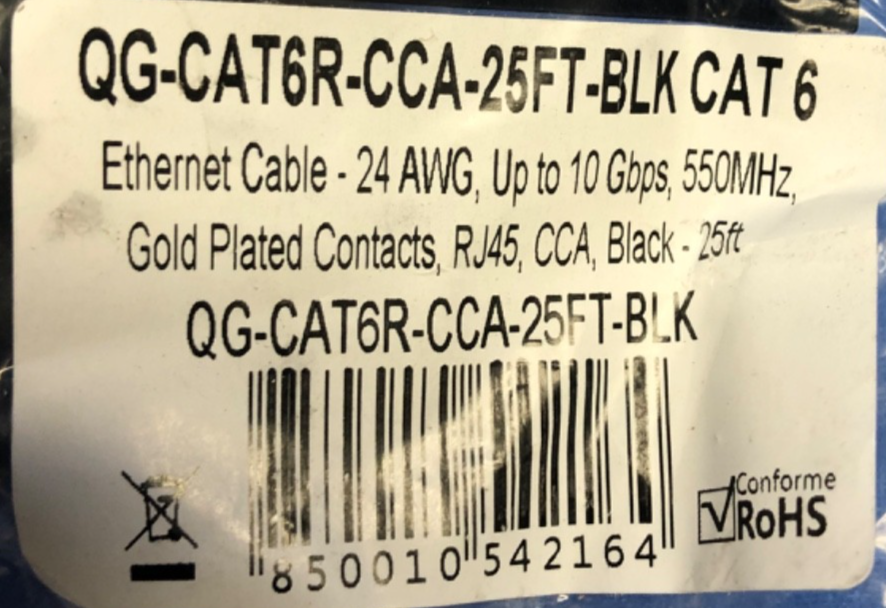 QG-CAT6R-CCA-25FT-BLK CAT 6
Ethernet Cable - 24 AWG, Up to 10 Gbps, 550MHz,
Gold Plated Contacts, RJ45, CCA, Black - 25ft
QG-CAT6R-CCA-25FT-BLK
850010 542164
Conforme
RoHS